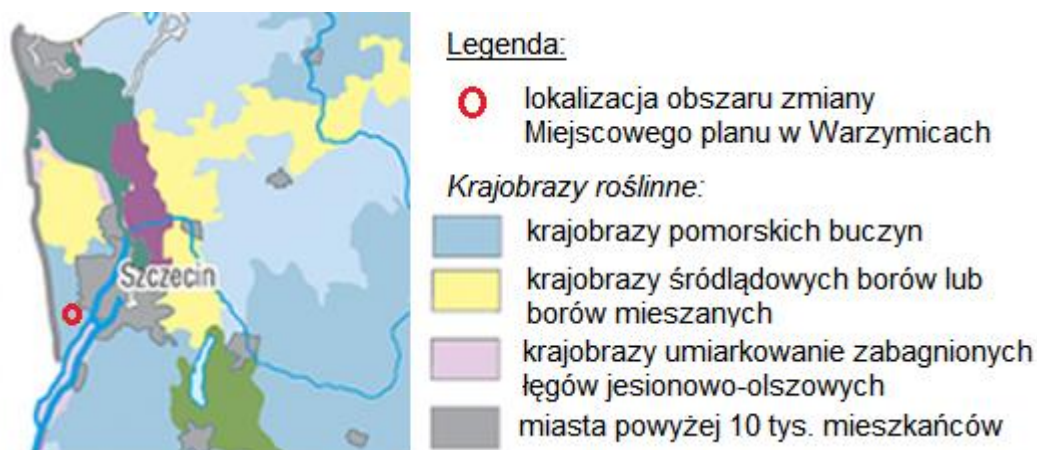 Szczecin
Legenda:
lokalizacja obszaru zmiany
Miejscowego planu w Warzymicach
Krajobrazy roślinne:
krajobrazy pomorskich buczyn
krajobrazy śródlądowych borów lub
borów mieszanych
krajobrazy umiarkowanie zabagnionych
łęgów jesionowo-olszowych
miasta powyżej 10 tys. mieszkańców